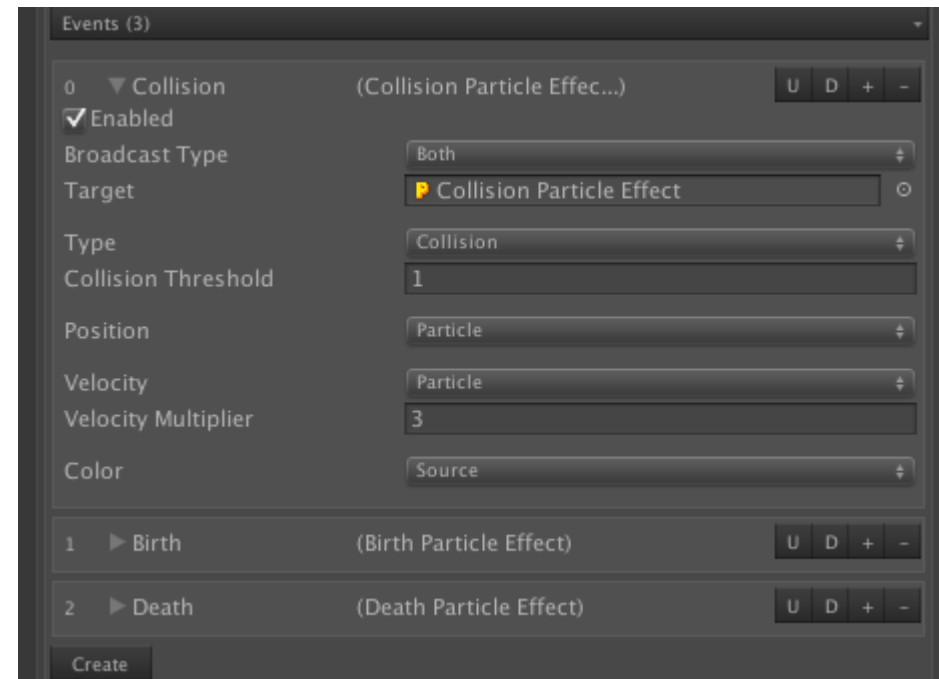 Events (3)
0 Collision (Collision Particle Effec...) U D + -
Enabled
Broadcast Type Both
Target Collision Particle Effect
Type Collision
Collision Threshold 1
Position Particle
Velocity Particle
Velocity Multiplier 3
Color Source
1 Birth (Birth Particle Effect) U D + -
2 Death (Death Particle Effect) U D + -
Create